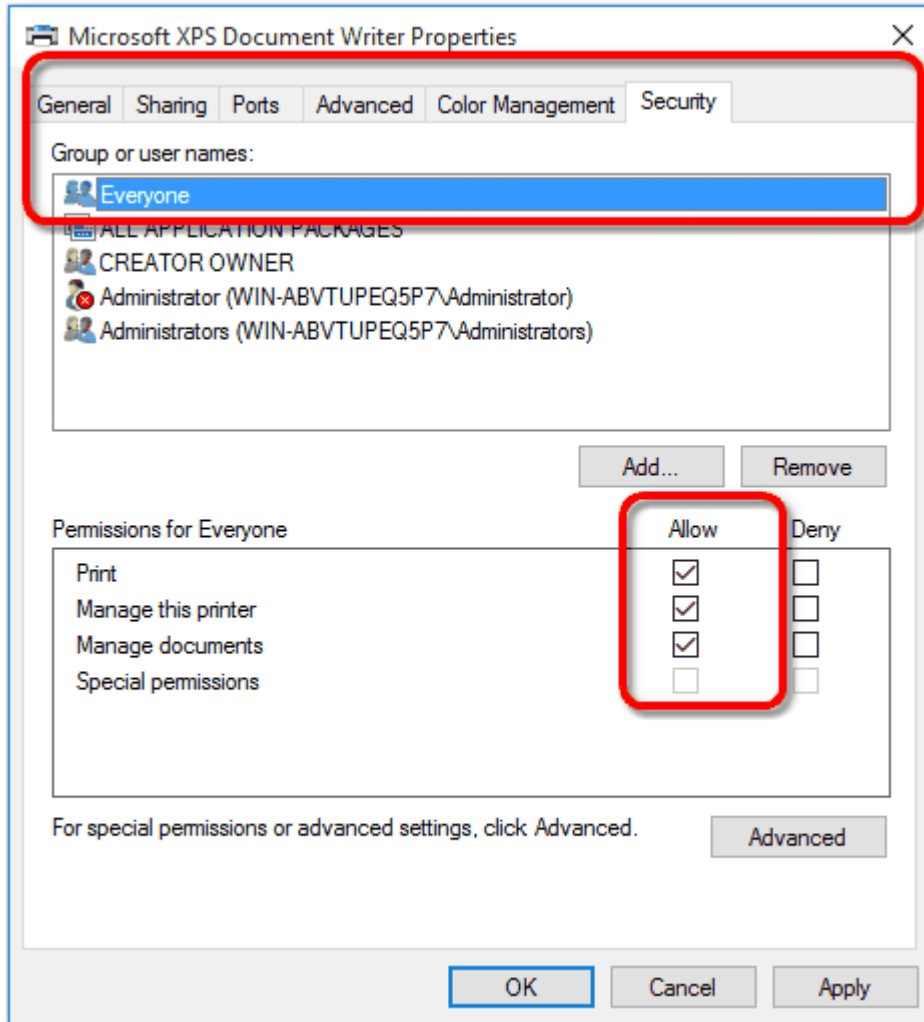 Microsoft XPS Document Writer Properties
General Sharing Ports Advanced Color Management Security
Group or user names:
Everyone
ALL APPLICATION PACKAGES
CREATOR OWNER
Administrator (WIN-ABVTUPEQ5P7\Administrator)
Administrators (WIN-ABVTUPEQ5P7\Administrators)
Add... Remove
Permissions for Everyone Allow Deny
Print
Manage this printer
Manage documents
Special permissions
For special permissions or advanced settings, click Advanced. Advanced
OK Cancel Apply